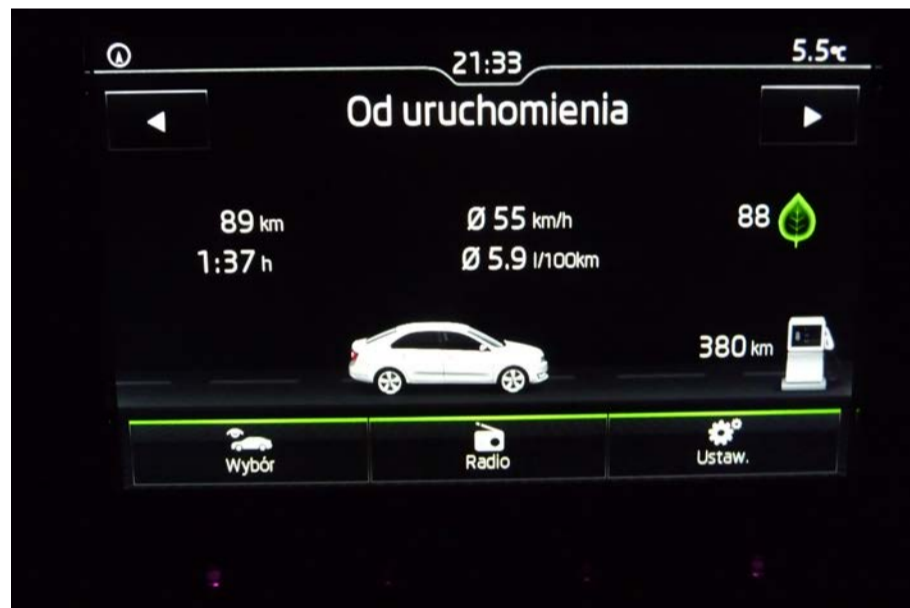 21:33
5.5°C
Od uruchomienia
89 km
Ø 55 km/h
88
1:37 h
Ø 5.9 l/100km
380 km
Wybór
Radio
Ustaw.